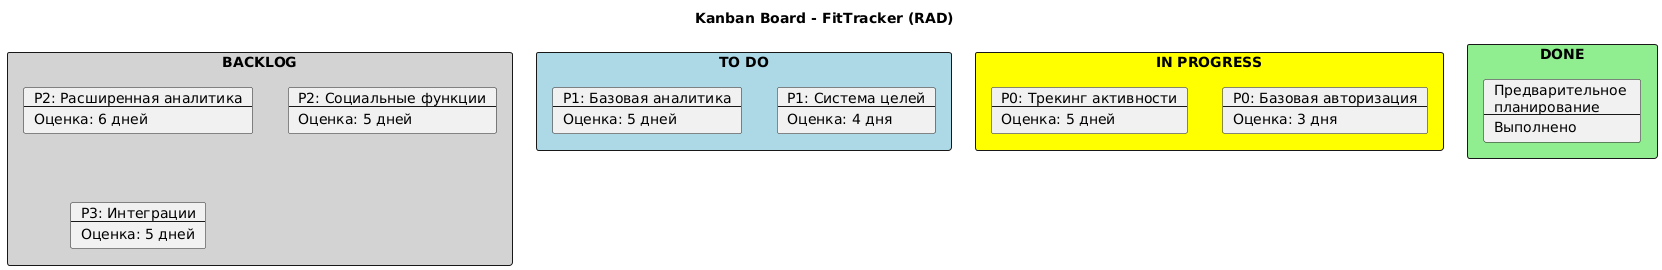 Kanban Board - FitTracker (RAD)
BACKLOG
P2: Расширенная аналитика
Оценка: 6 дней
P2: Социальные функции
Оценка: 5 дней
P3: Интеграции
Оценка: 5 дней
TO DO
P1: Базовая аналитика
Оценка: 5 дней
P1: Система целей
Оценка: 4 дня
IN PROGRESS
P0: Трекинг активности
Оценка: 5 дней
P0: Базовая авторизация
Оценка: 3 дня
DONE
Предварительное
планирование
Выполнено